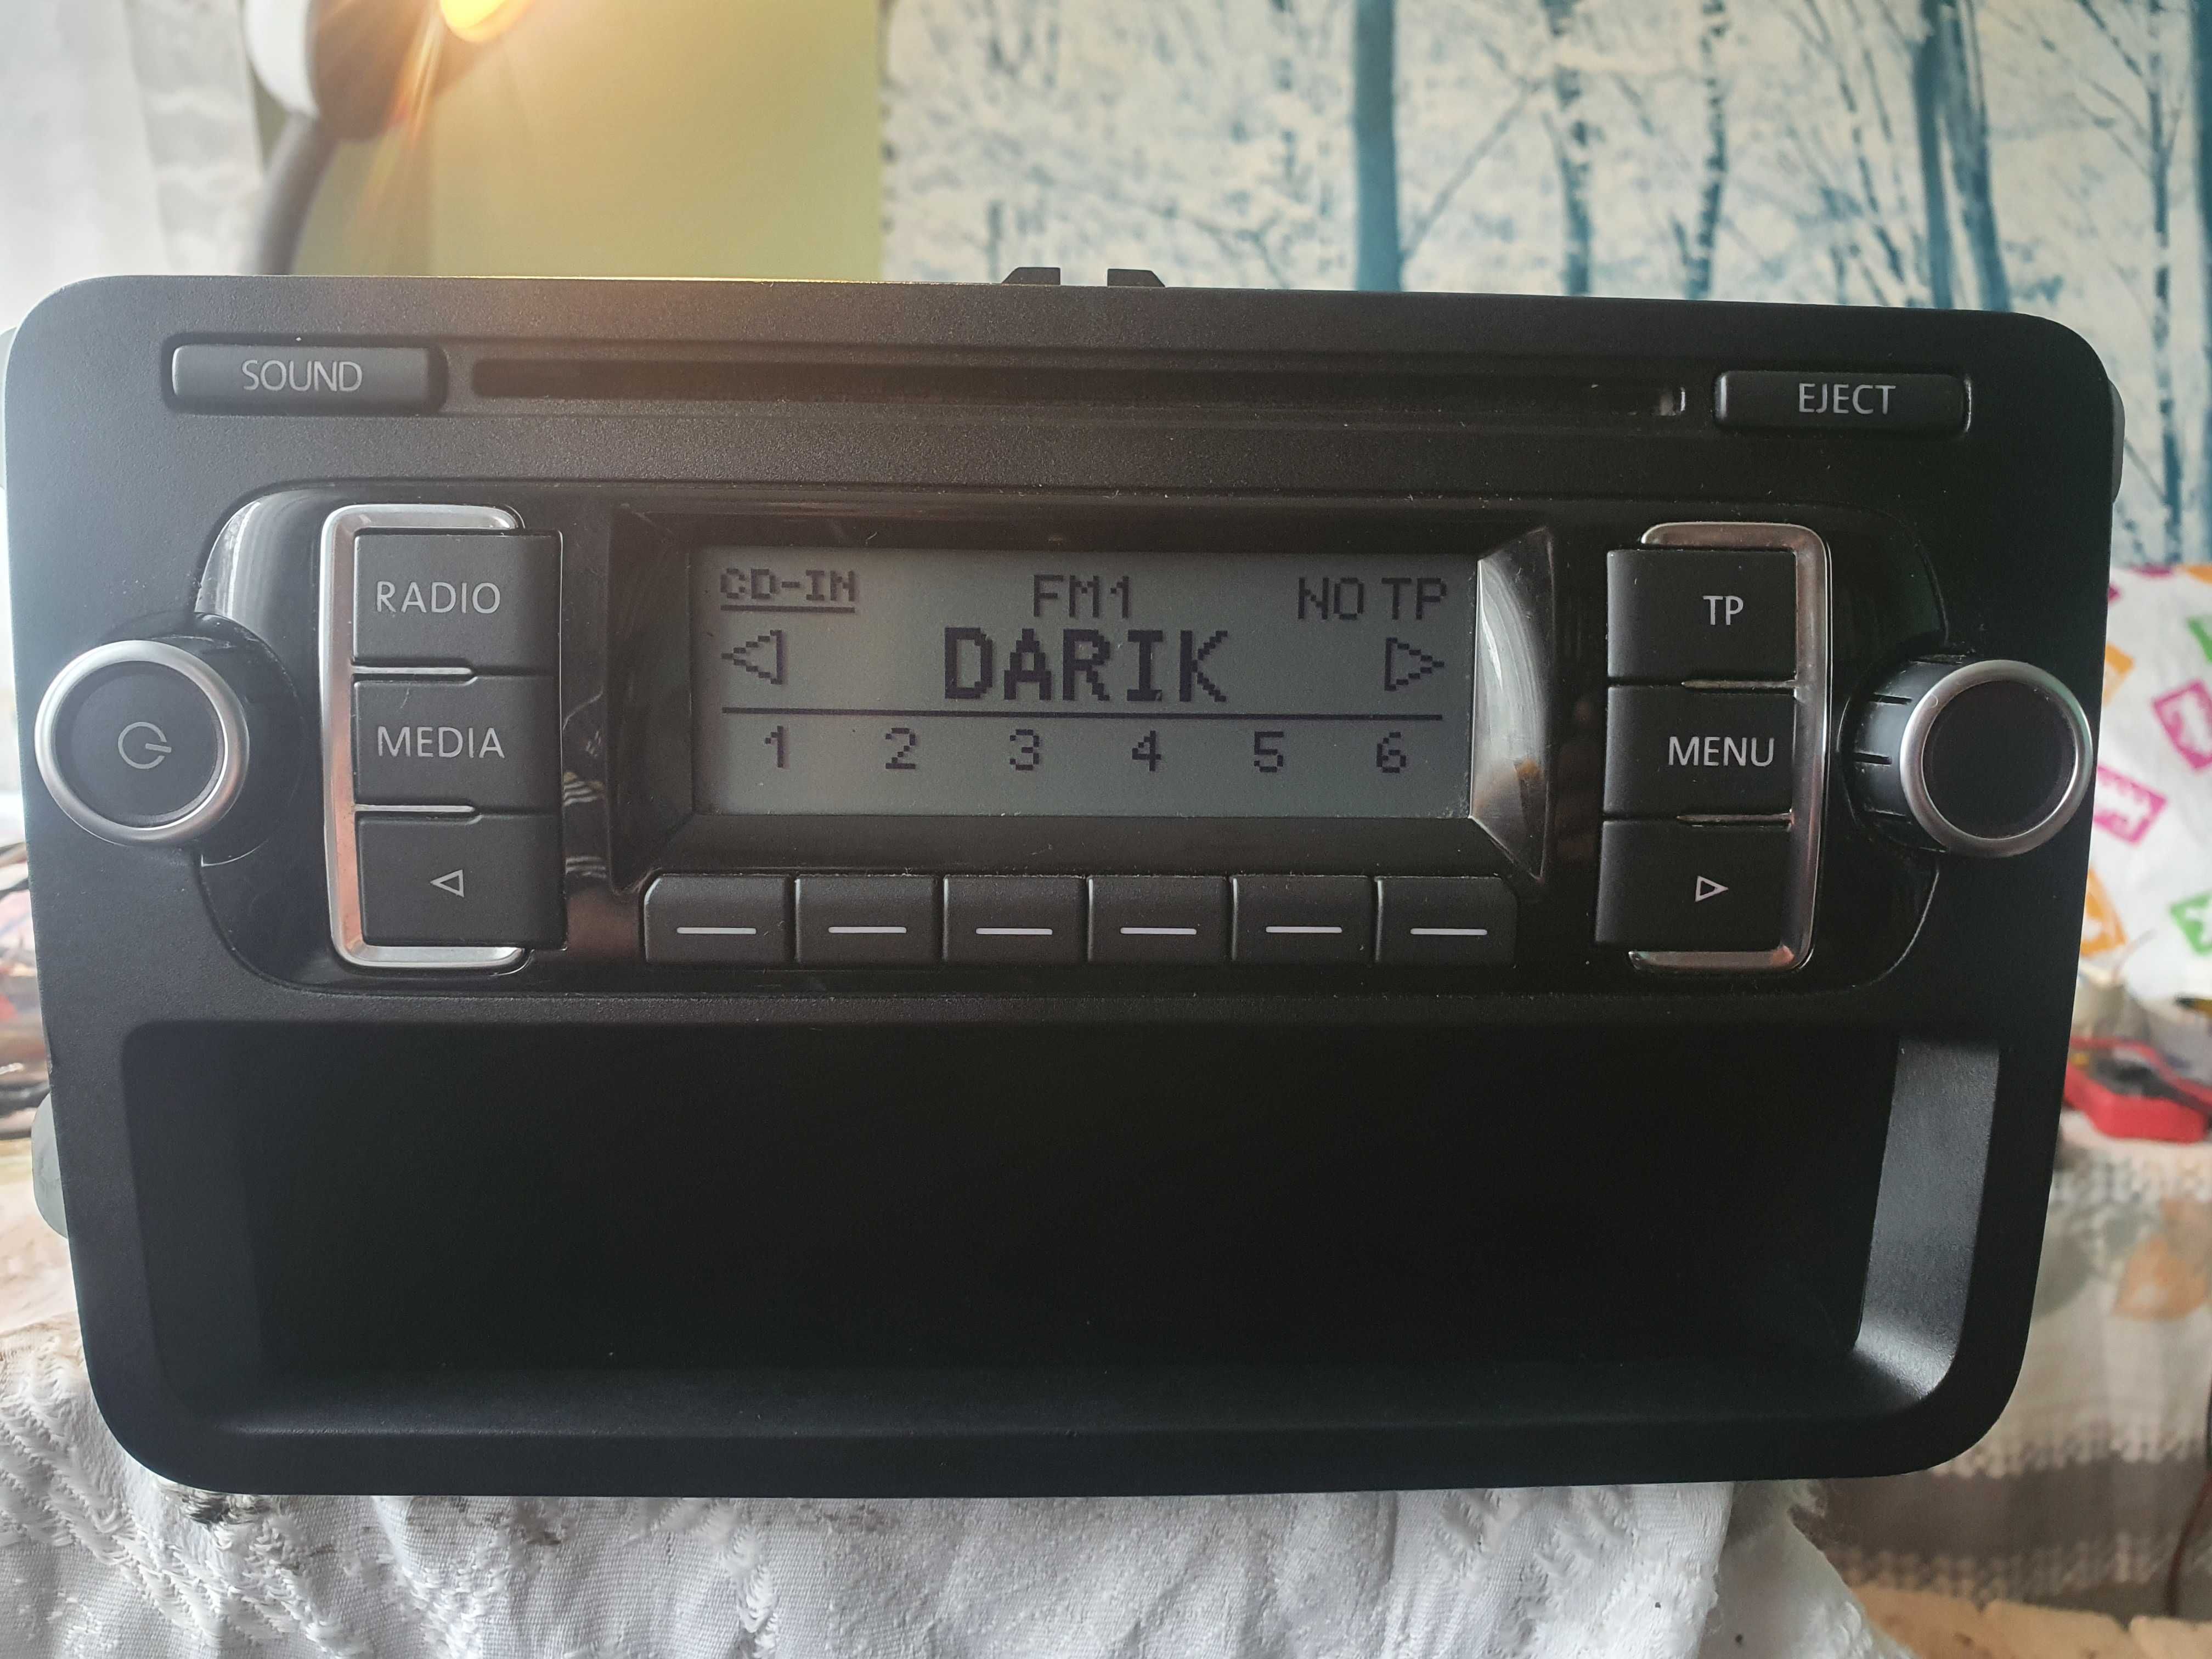 SOUND
EJECT
RADIO
MEDIA
CD-IN FM1 NO TP
DARIK
1 2 3 4 5 6
TP
MENU